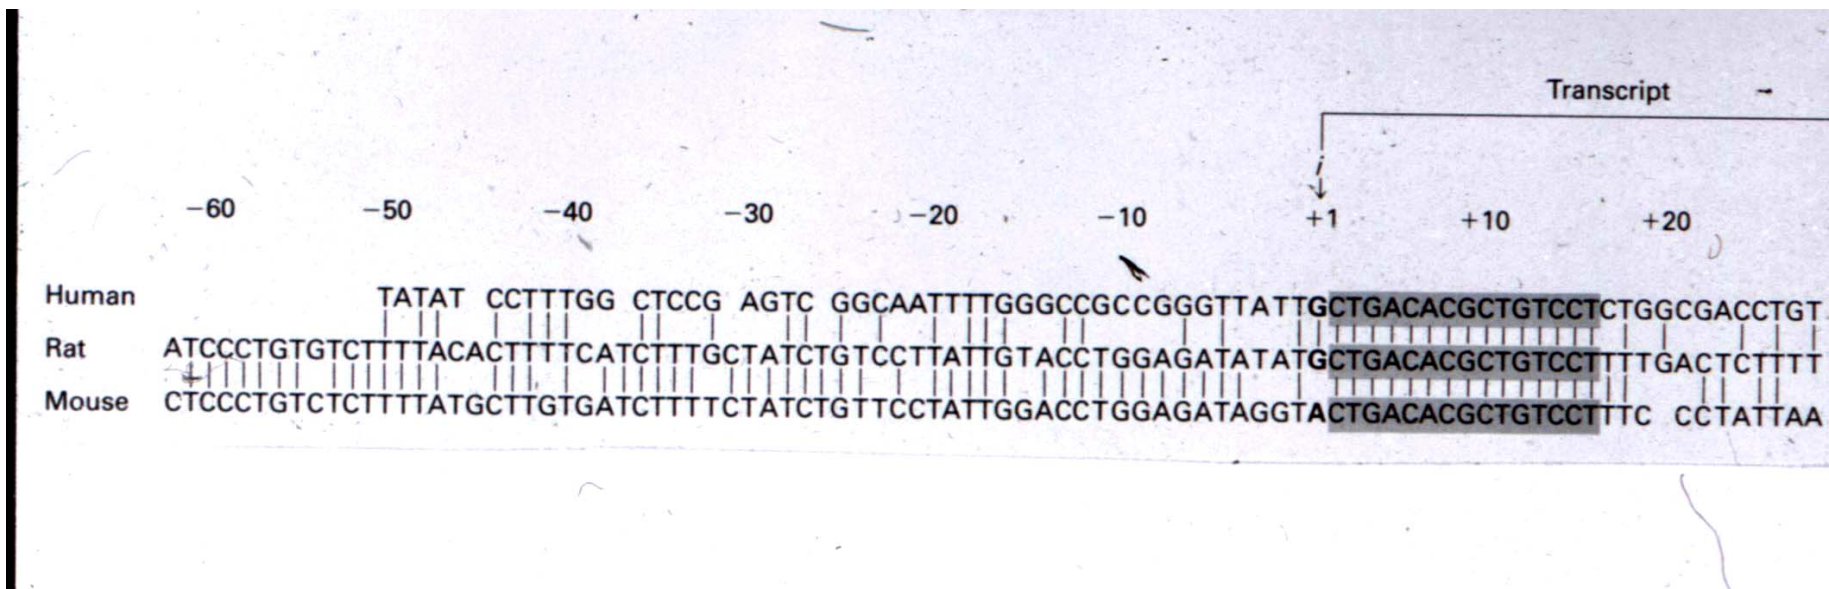 Transcript
i
−60 −50 −40 −30 −20 −10 +1 +10 +20
Human TATAT CCTTTGG CTCCG AGTC GGCAATTTTGGGCCGCCGGGTTATTGCTGACACGCTGTCCTCTGGCGACCTGT
Rat ATCCCTGTGTCTTTTACACTTTTCATCTTTGCTATCTGTCCTTATTGTACCTGGAGATATATGCTGACACGCTGTCCTTTTGACTCTTTT
Mouse CTCCCTGTCTCTTTTATGCTTGTGATCTTTTCTATCTGTTCCTATTGGACCTGGAGATAGGTACTGACACGCTGTCCTTTC CCTATTAA